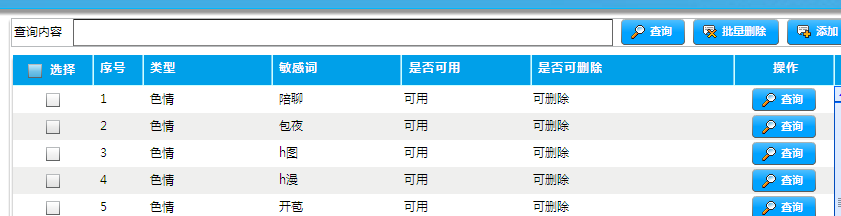 查询内容 查询 批量删除 添加
选择 序号 类型 敏感词 是否可用 是否可删除 操作
1 色情 陪聊 可用 可删除 查询
2 色情 包夜 可用 可删除 查询
3 色情 h图 可用 可删除 查询
4 色情 h漫 可用 可删除 查询
5 色情 开苞 可用 可删除 查询